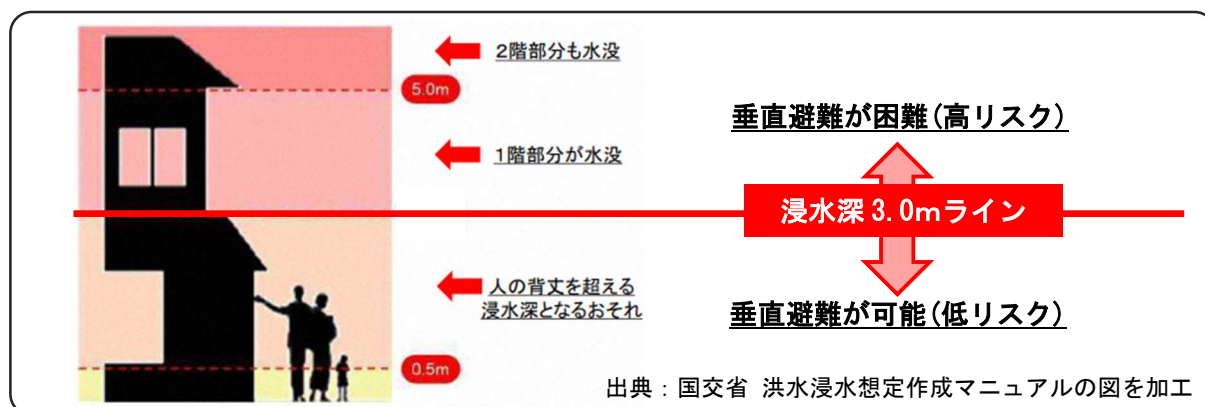 2階部分も水没
5.0m
1階部分が水没
垂直避難が困難(高リスク)
浸水深3.0mライン
人の背丈を超える
浸水深となるおそれ
垂直避難が可能(低リスク)
0.5m
出典：国交省 洪水浸水想定作成マニュアルの図を加工